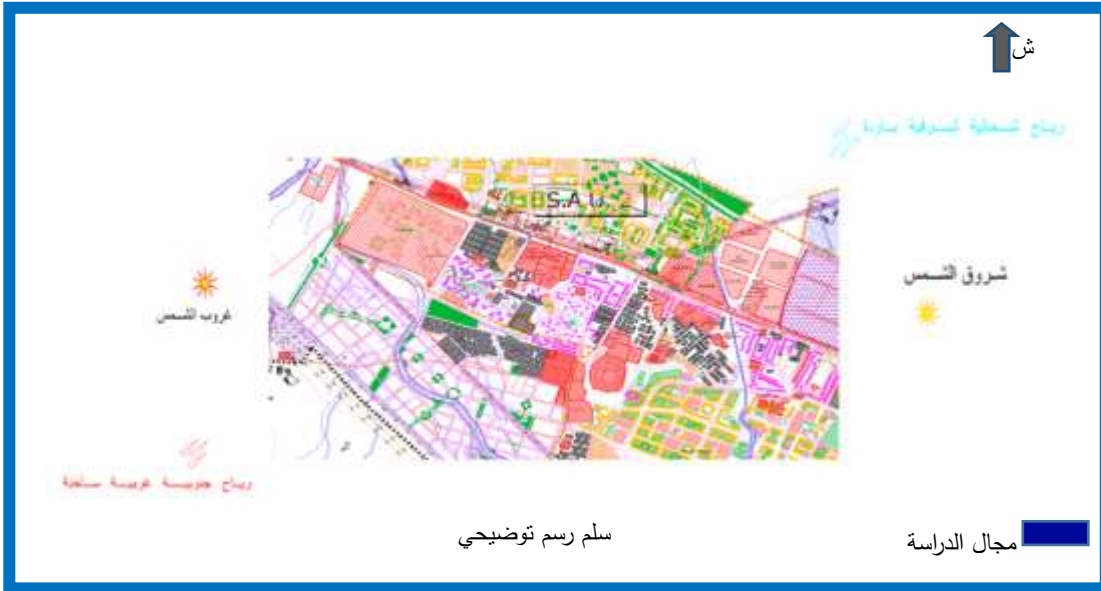 ش
رياح شمالية شرقية باردة
S.A U
شروق الشمس
غروب الشمس
رياح جنوبية غربية ساخنة
سلم رسم توضيحي
مجال الدراسة